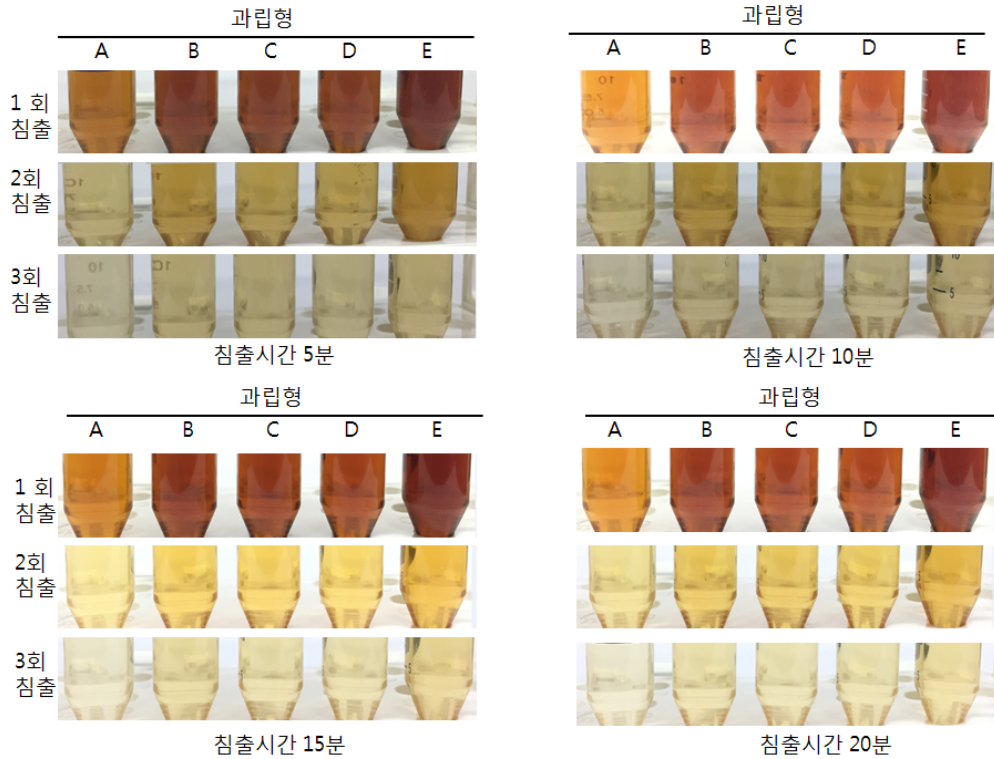 과립형
A B C D E
1 회
침출
2회
침출
3회
침출
침출시간 5분
과립형
A B C D E
침출시간 10분
과립형
A B C D E
1 회
침출
2회
침출
3회
침출
침출시간 15분
과립형
A B C D E
침출시간 20분